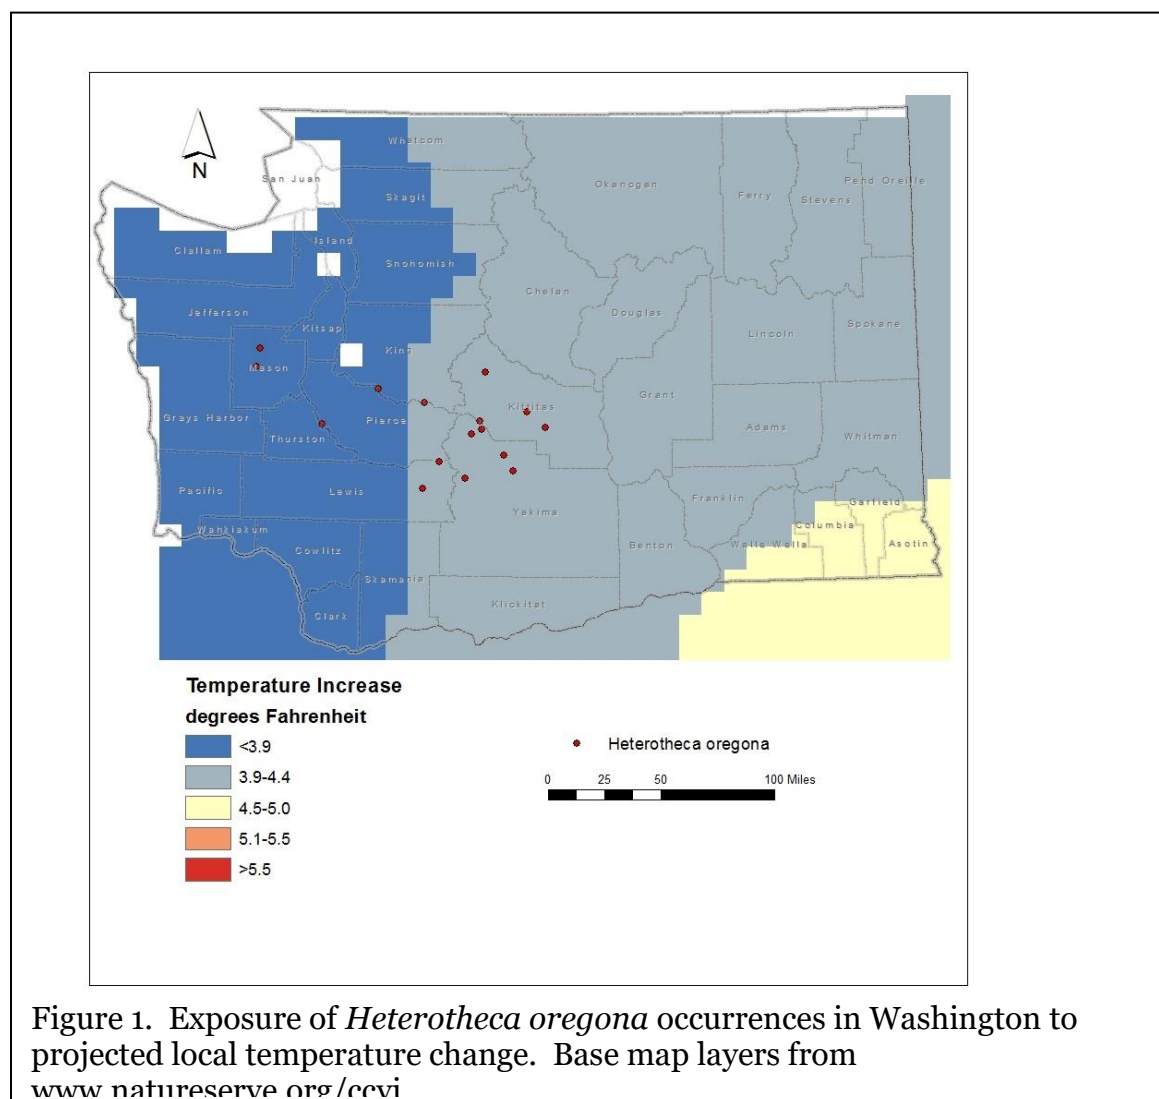 N
San Juan
Whatcom
Skagit
Okanogan
Ferry
Stevens
Pend Oreille
Island
Clallam
Snohomish
Chelan
Jefferson
Kitsap
Douglas
Lincoln
Spokane
King
Mason
Kittitas
Grant
Grays Harbor
Pierce
Thurston
Adams
Whitman
Pacific
Lewis
Yakima
Franklin
Garfield
Columbia
Asotin
Wahkiakum
Cowlitz
Benton
Walla Walla
Skamania
Clark
Klickitat
Temperature Increase
degrees Fahrenheit
<3.9
3.9-4.4
4.5-5.0
5.1-5.5
>5.5
Heterotheca oregona
0 25 50 100 Miles
Figure 1. Exposure of Heterotheca oregona occurrences in Washington to
projected local temperature change. Base map layers from
www.natureserve.org/ccvi